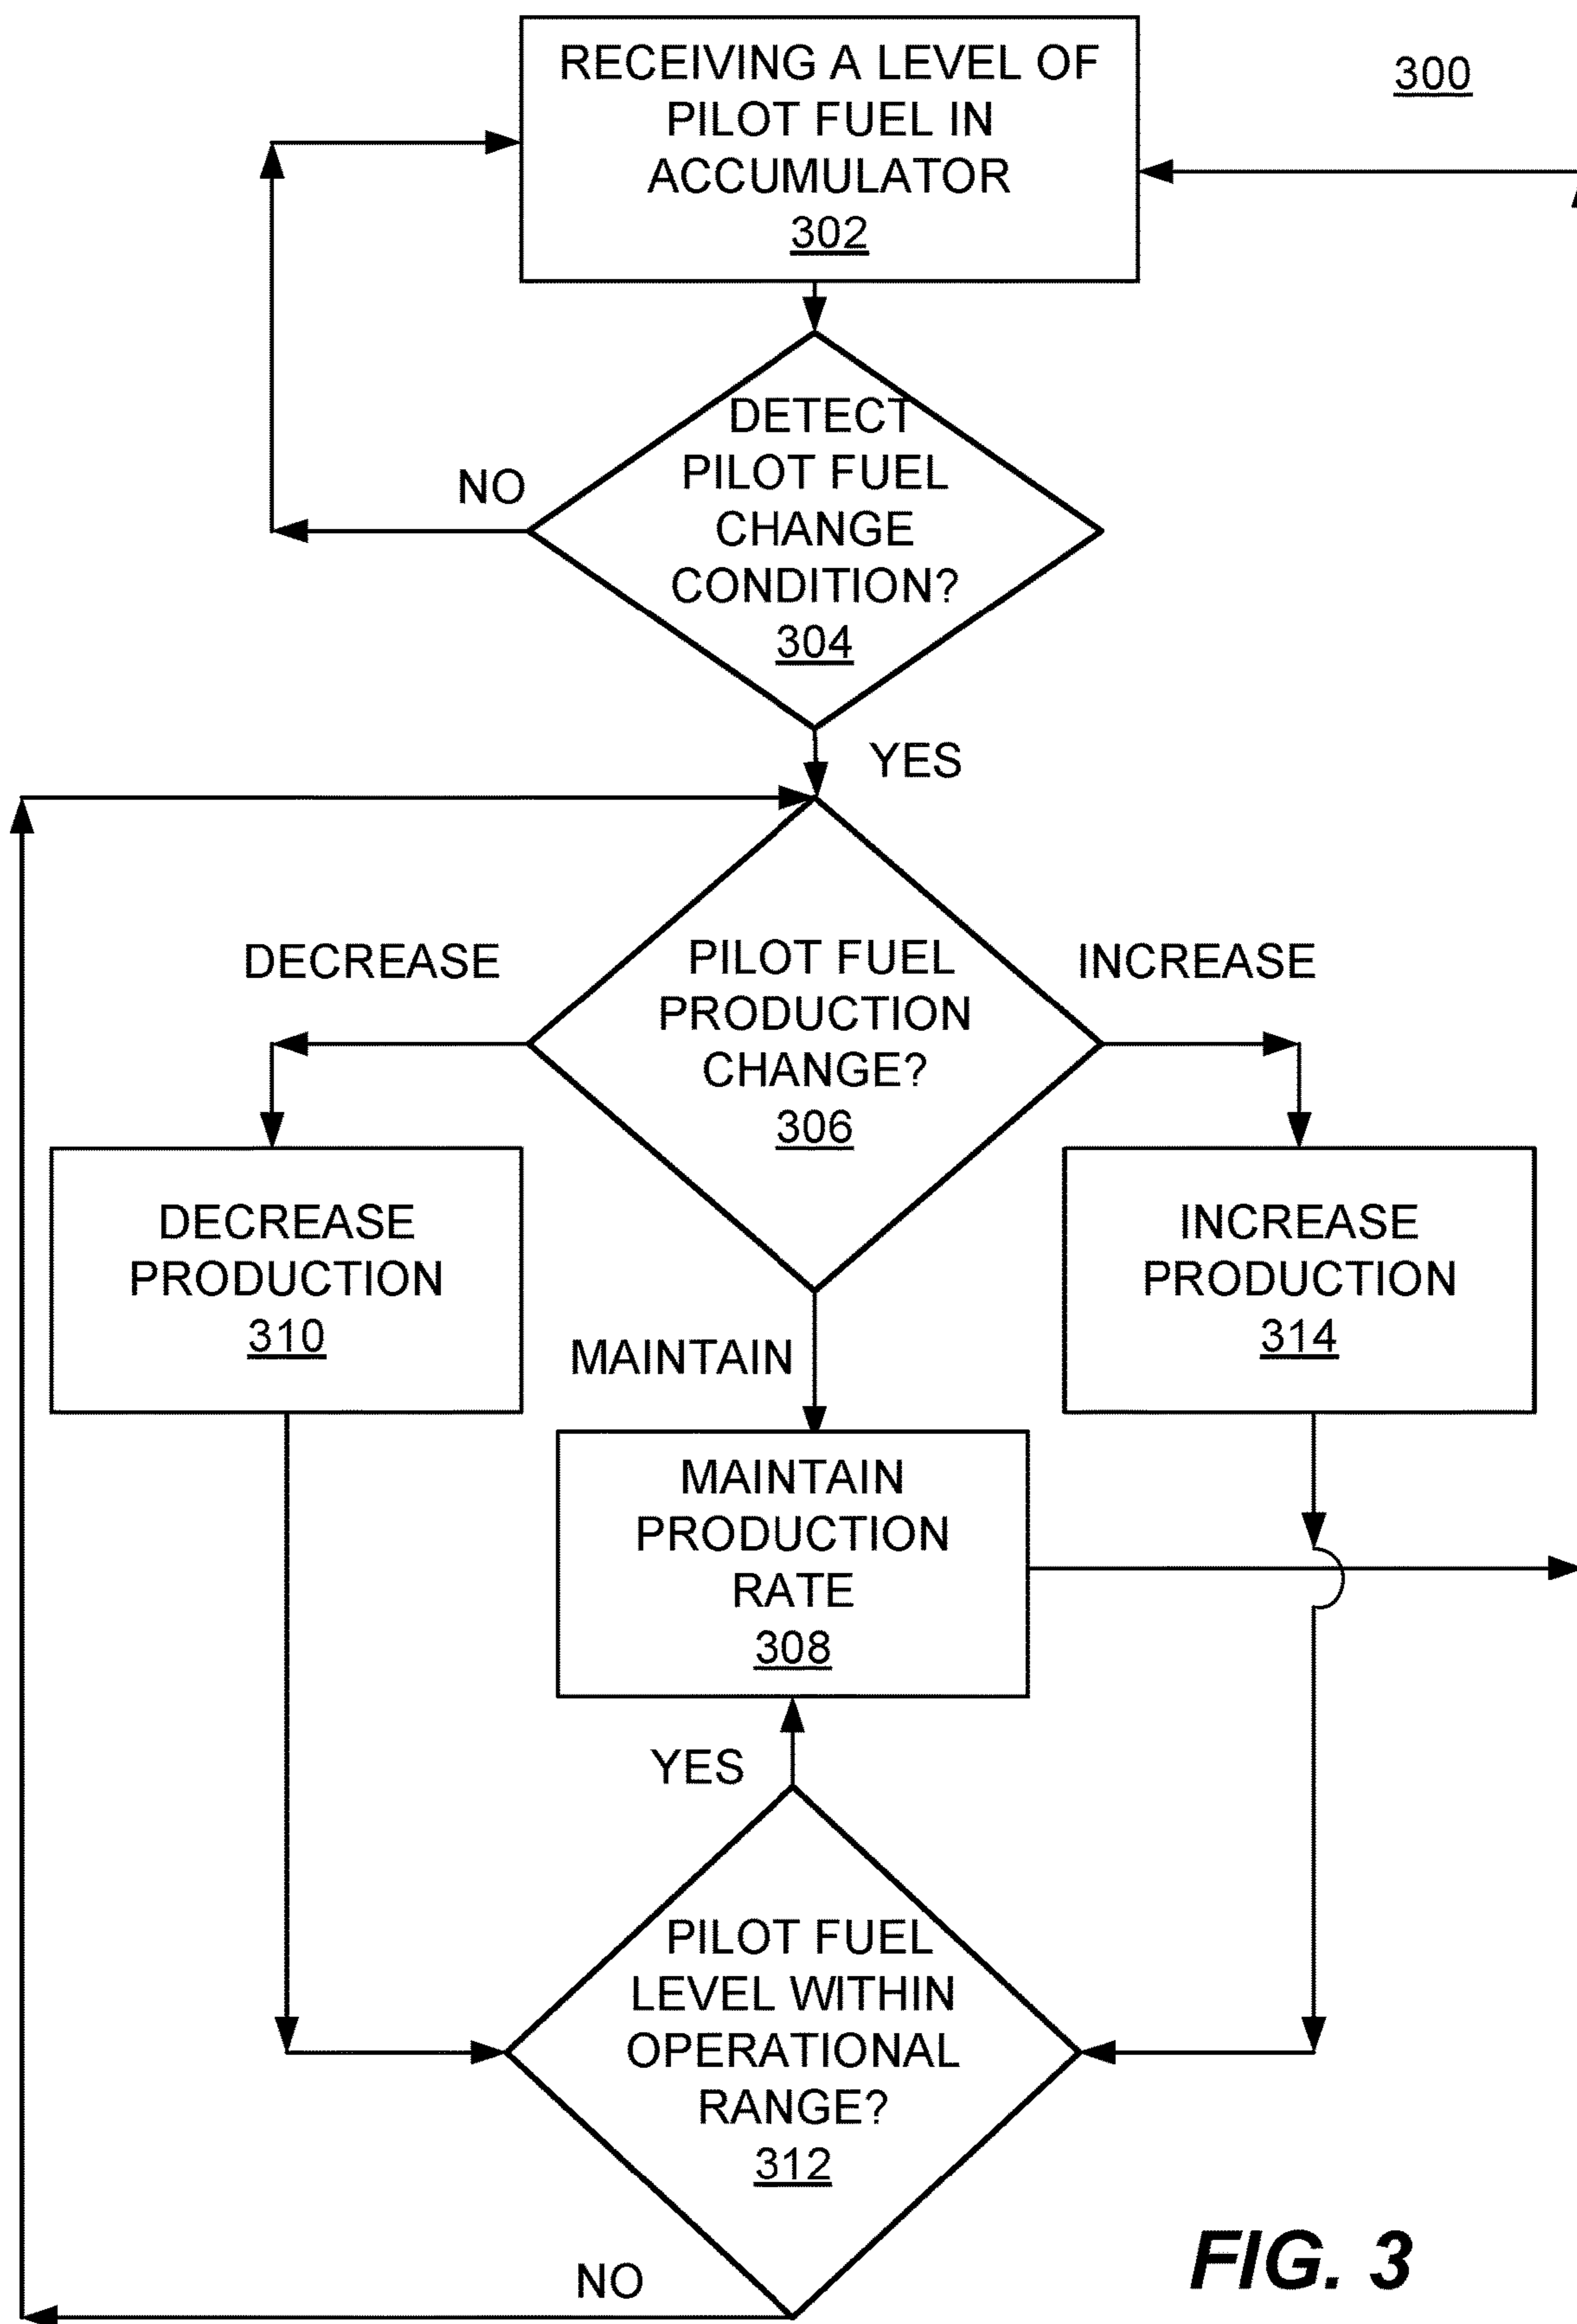 RECEIVING A LEVEL OF
PILOT FUEL IN
ACCUMULATOR
302
300
DETECT
PILOT FUEL
CHANGE
CONDITION?
304
NO
YES
DECREASE
PILOT FUEL
PRODUCTION
CHANGE?
306
INCREASE
DECREASE
PRODUCTION
310
INCREASE
PRODUCTION
314
MAINTAIN
MAINTAIN
PRODUCTION
RATE
308
YES
PILOT FUEL
LEVEL WITHIN
OPERATIONAL
RANGE?
312
NO
FIG. 3